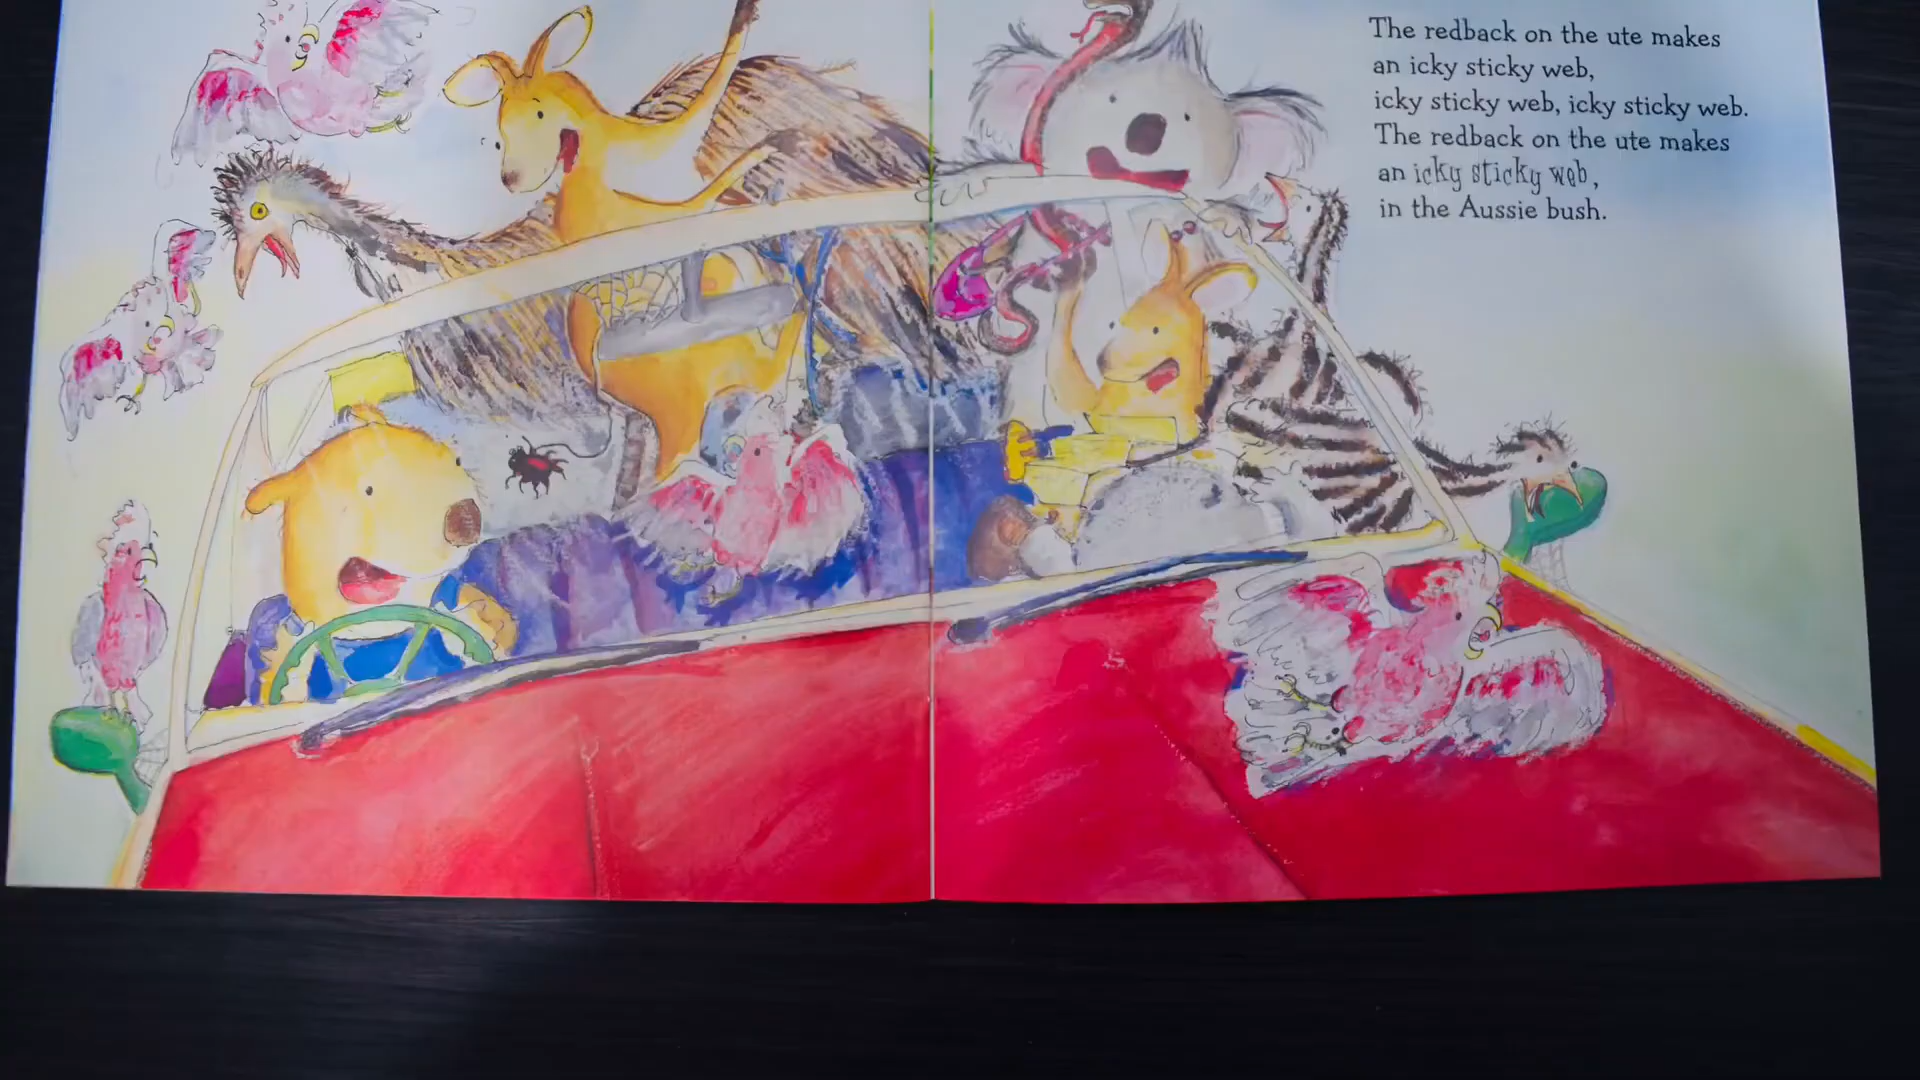 The redback on the ute makes
an icky sticky web,
icky sticky web, icky sticky web.
The redback on the ute makes
an icky sticky web,
in the Aussie bush.